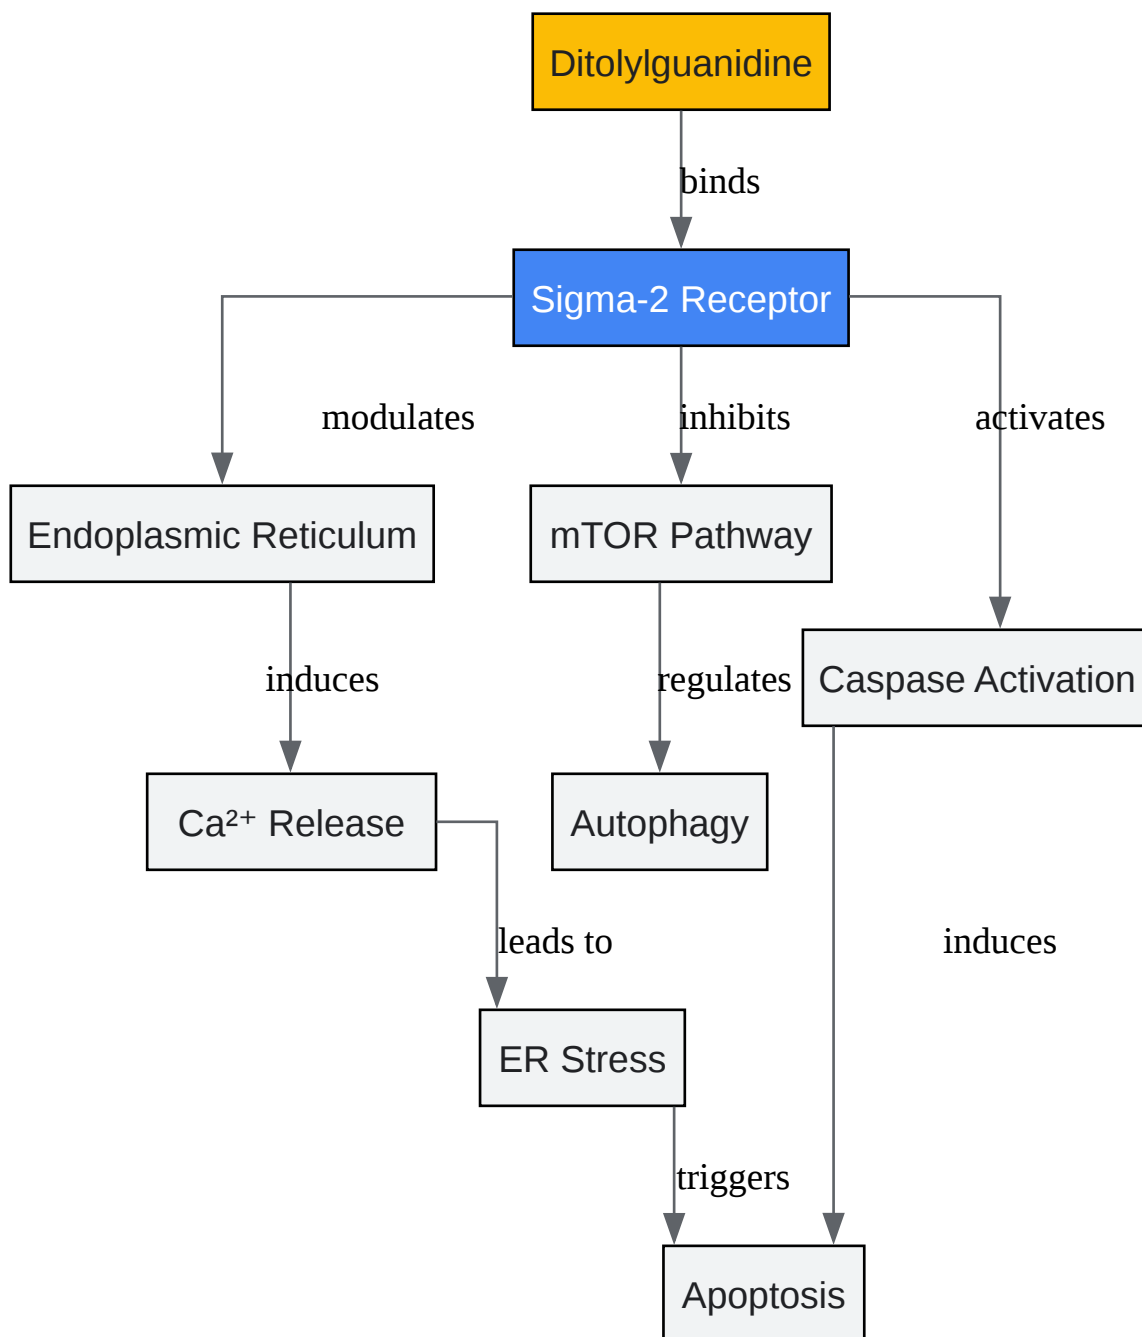 Ditolylguanidine
binds
Sigma-2 Receptor
modulates
inhibits
activates
Endoplasmic Reticulum
mTOR Pathway
induces
regulates
Caspase Activation
Ca²⁺ Release
Autophagy
leads to
induces
ER Stress
triggers
Apoptosis